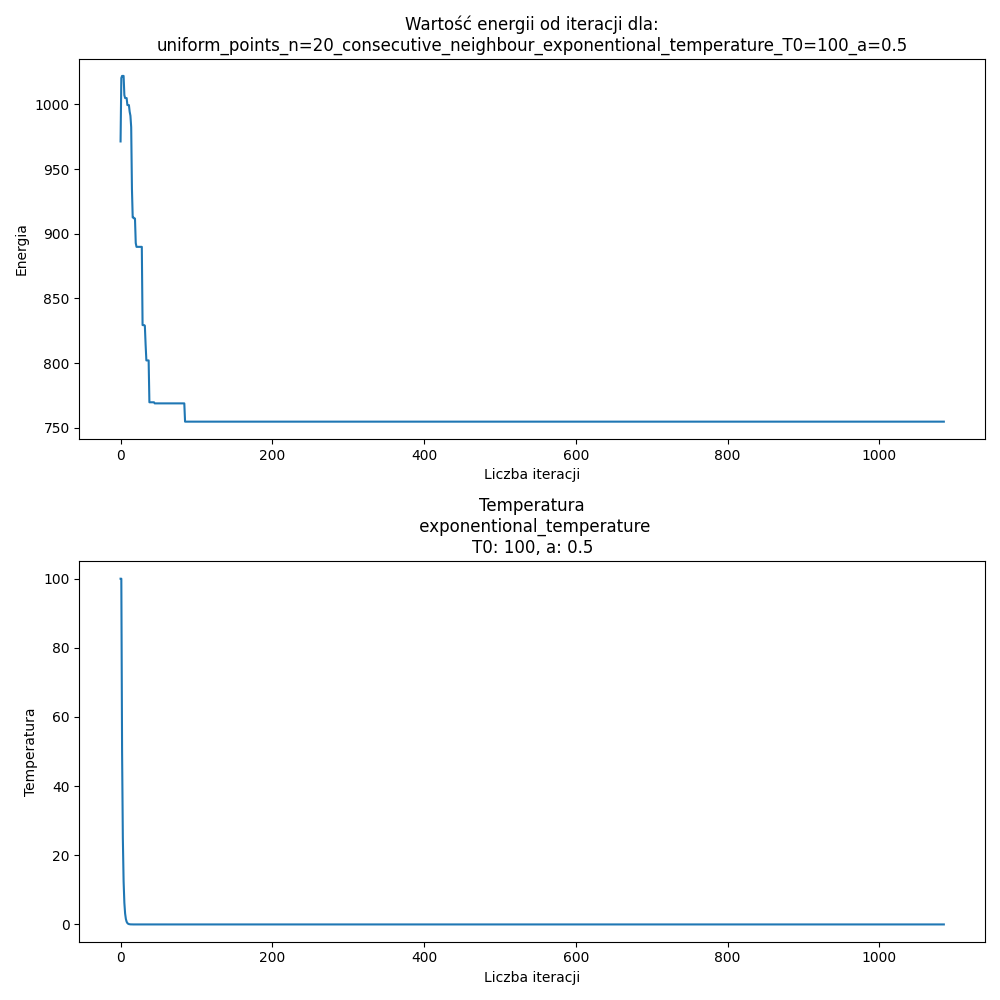 Wartość energii od iteracji dla:
uniform_points_n=20_consecutive_neighbour_exponentional_temperature_T0=100_a=0.5
1000
950
900
850
800
750
Energia
0
200
400
600
800
1000
Liczba iteracji
Temperatura
exponentional_temperature
T0: 100, a: 0.5
100
80
60
40
20
0
Temperatura
0
200
400
600
800
1000
Liczba iteracji